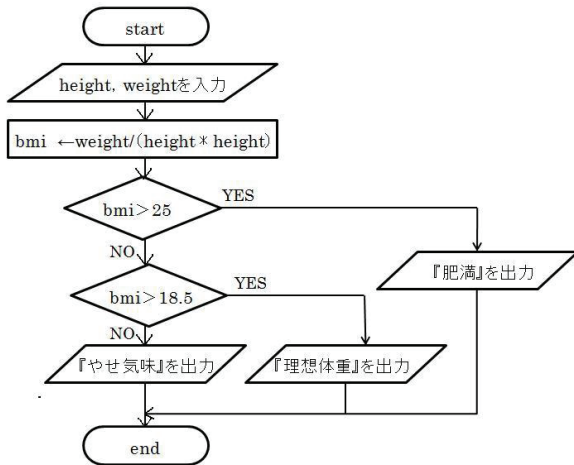 start
height, weightを入力
bmi ←weight/(height * height)
bmi＞25
YES
NO
『肥満』を出力
bmi＞18.5
YES
NO
『やせ気味』を出力
『理想体重』を出力
end